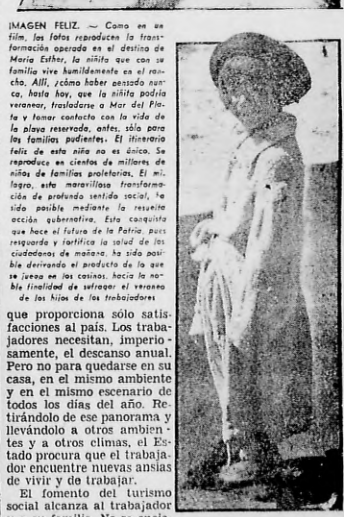 IMAGEN FELIZ. — Como en un
film, las fotos reproducen la trans-
formación operada en el destino de
María Esther, la niñita que con su
familia vive humildemente en el ran-
cho. Allí, ¿cómo haber pensado nun-
ca, hasta hoy, que la niñita podría
veranear, trasladarse a Mar del Pla-
ta y tomar contacto con la vida de
la playa reservada, antes, sólo para
las familias pudientes. El itinerario
feliz de esta niña no es único. Se
reproduce en cientos de millares de
niños de familias proletarias. El mi-
lagro, esta maravillosa transforma-
ción de profundo sentido social, ha
sido posible mediante la resuelta
acción gubernativa. Esta conquista
que hace el futuro de la Patria, pues
resguarda y fortifica la salud de los
ciudadanos de mañana, ha sido posi-
ble derivando el producto de lo que
se juega en los casinos, hacia la no-
ble finalidad de sufragar el veraneo
de los hijos de los trabajadores
que proporciona sólo satis-
facciones al país. Los traba-
jadores necesitan, imperio-
samente, el descanso anual.
Pero no para quedarse en su
casa, en el mismo ambiente
y en el mismo escenario de
todos los días del año. Re-
tirándolo de ese panorama y
llevándolo a otros ambien-
tes y a otros climas, el Es-
tado procura que el trabaja-
dor encuentre nuevas ansias
de vivir y de trabajar.
El fomento del turismo
social alcanza al trabajador